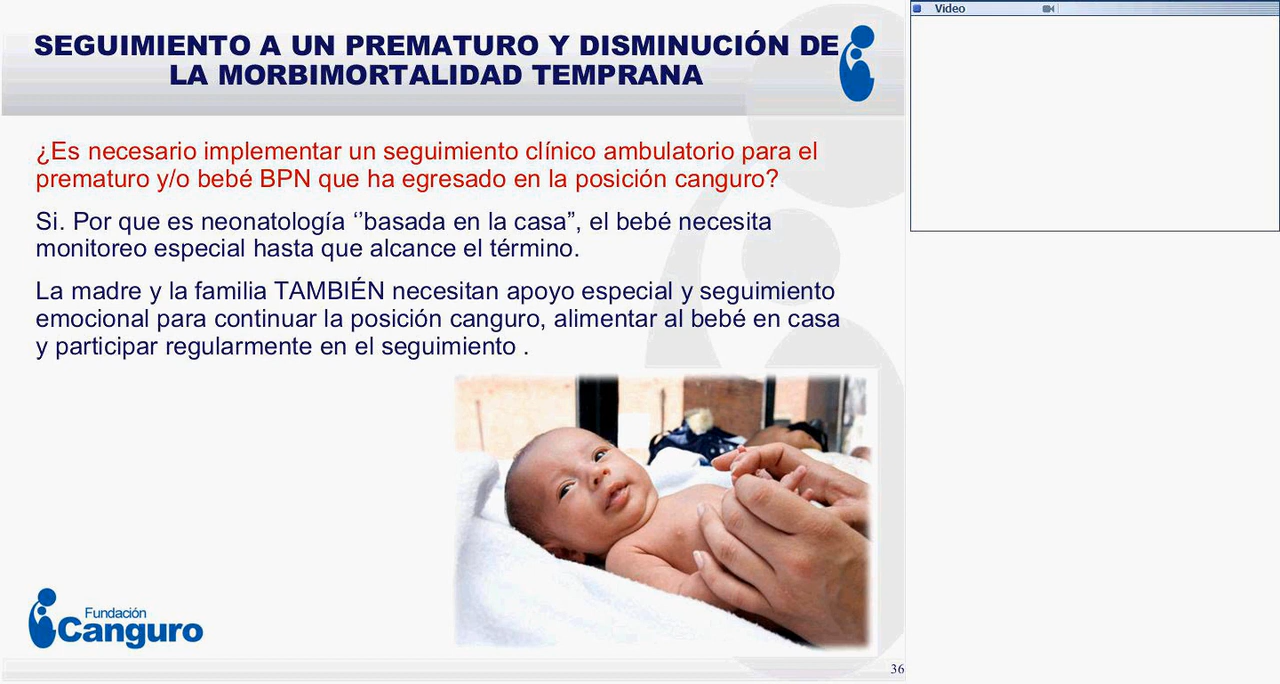 SEGUIMIENTO A UN PREMATURO Y DISMINUCIÓN DE
LA MORBIMORTALIDAD TEMPRANA
¿Es necesario implementar un seguimiento clínico ambulatorio para el
prematuro y/o bebé BPN que ha egresado en la posición canguro?
Si. Por que es neonatología ‘’basada en la casa”, el bebé necesita
monitoreo especial hasta que alcance el término.
La madre y la familia TAMBIÉN necesitan apoyo especial y seguimiento
emocional para continuar la posición canguro, alimentar al bebé en casa
y participar regularmente en el seguimiento .
Fundación
Canguro
36
Video